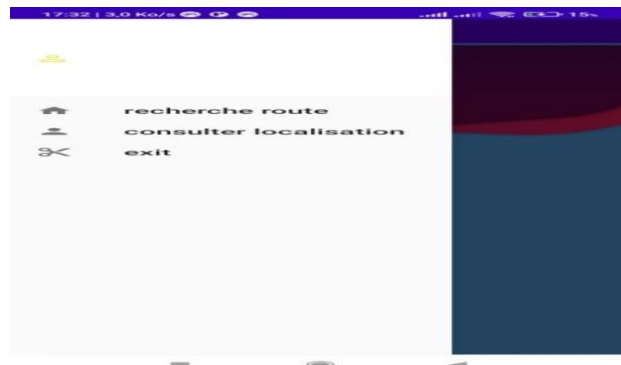 17:32 | 3,0 Ko/s
recherche route
consulter localisation
exit